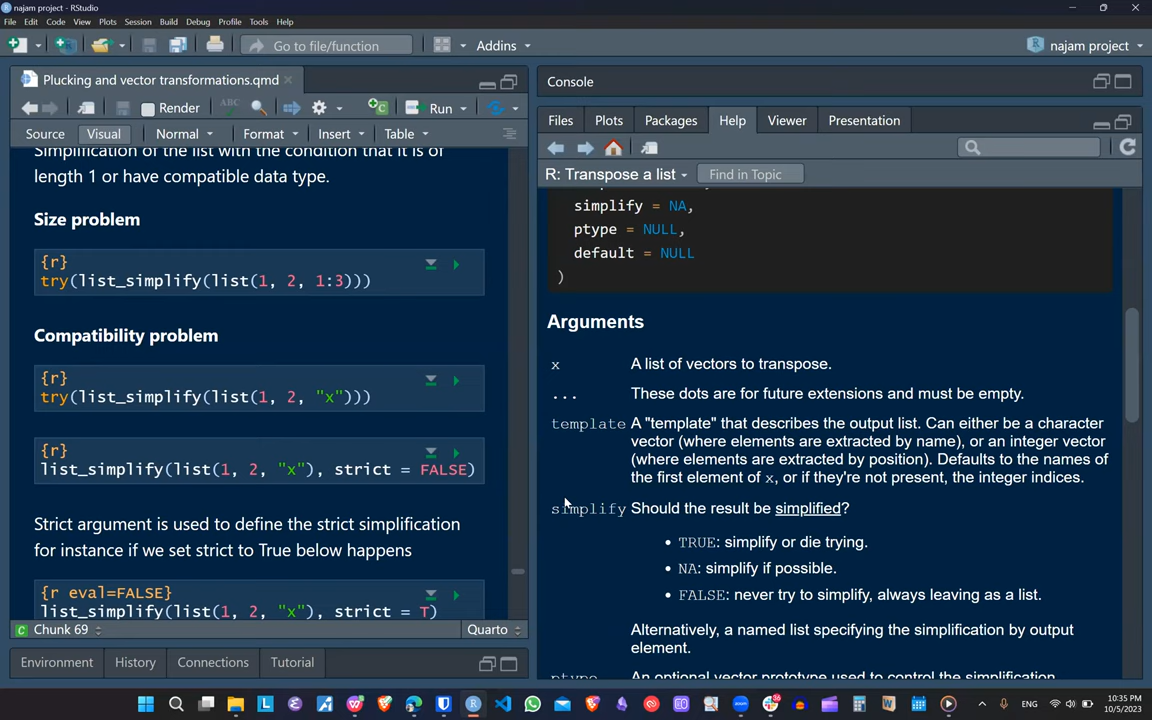 najam project - RStudio
File Edit Code View Plots Session Build Debug Profile Tools Help
Go to file/function
Addins
najam project
Plucking and vector transformations.qmd
Render
ABC
Run
Source Visual Normal Format Insert Table
Simplification of the list with the condition that it is of
length 1 or have compatible data type.
Size problem
{r}
try(list_simplify(list(1, 2, 1:3)))
Compatibility problem
{r}
try(list_simplify(list(1, 2, "x")))
{r}
list_simplify(list(1, 2, "x"), strict = FALSE)
Strict argument is used to define the strict simplification
for instance if we set strict to True below happens
{r eval=FALSE}
list_simplify(list(1, 2, "x"), strict = T)
Chunk 69
Quarto
Environment History Connections Tutorial
Console
Files Plots Packages Help Viewer Presentation
R: Transpose a list
Find in Topic
simplify = NA,
ptype = NULL,
default = NULL
)
Arguments
x A list of vectors to transpose.
... These dots are for future extensions and must be empty.
template A "template" that describes the output list. Can either be a character
vector (where elements are extracted by name), or an integer vector
(where elements are extracted by position). Defaults to the names of
the first element of x, or if they're not present, the integer indices.
simplify Should the result be simplified?
• TRUE: simplify or die trying.
• NA: simplify if possible.
• FALSE: never try to simplify, always leaving as a list.
Alternatively, a named list specifying the simplification by output
element.
ptype An optional vector prototype used to control the simplification
10:35 PM
10/5/2023